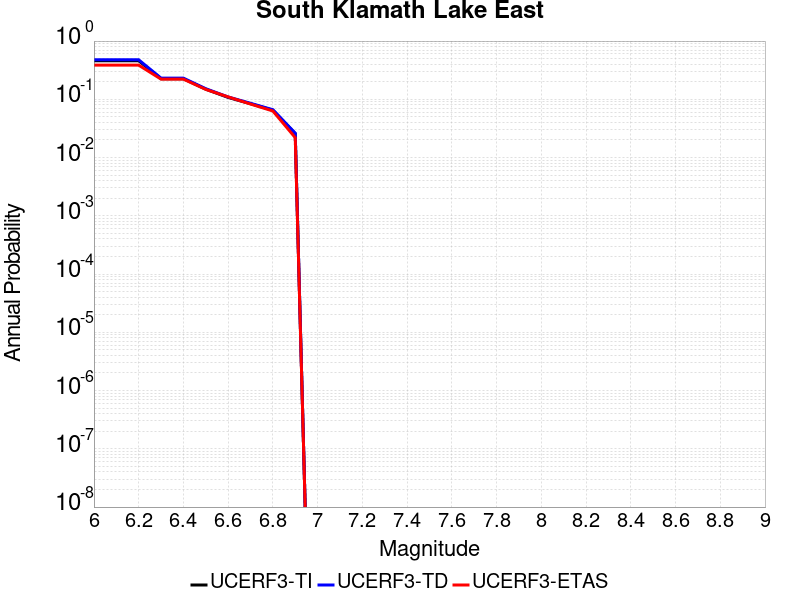 South Klamath Lake East
10^0
10^-1
10^-2
10^-3
10^-4
10^-5
10^-6
10^-7
10^-8
Annual Probability
6 6.2 6.4 6.6 6.8 7 7.2 7.4 7.6 7.8 8 8.2 8.4 8.6 8.8 9
Magnitude
UCERF3-TI UCERF3-TD UCERF3-ETAS